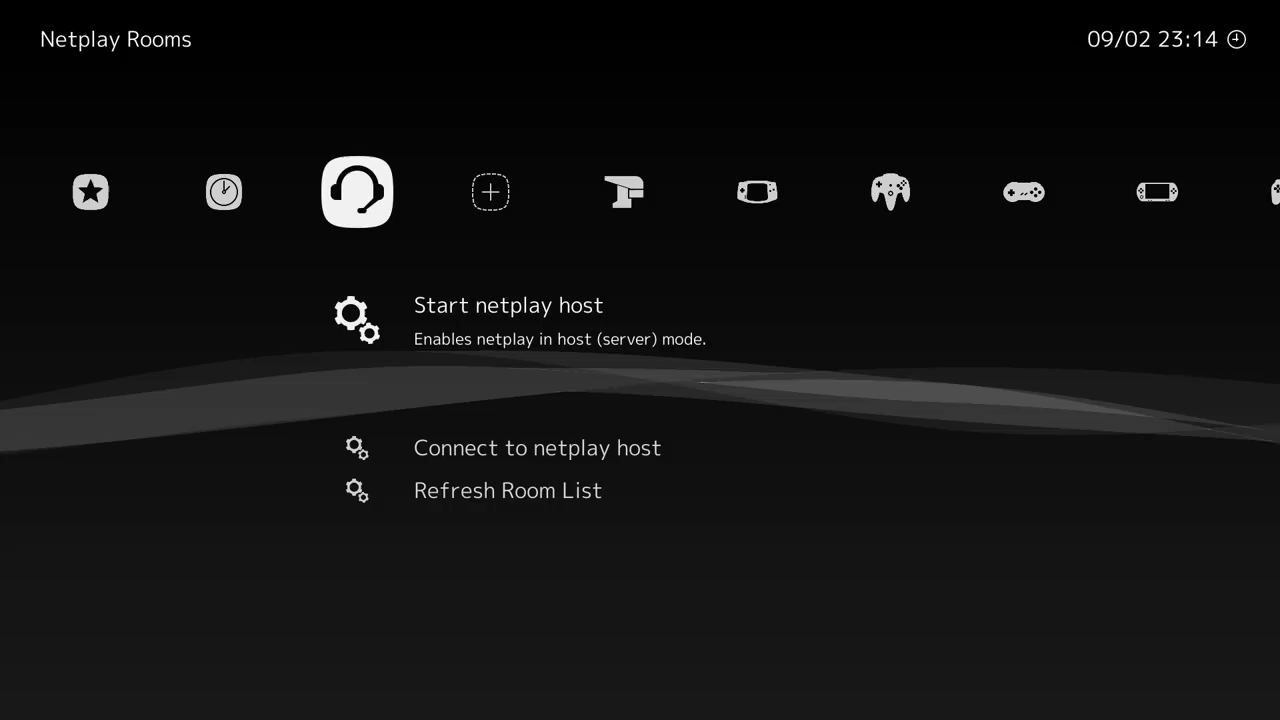 Netplay Rooms
09/02 23:14
Start netplay host
Enables netplay in host (server) mode.
Connect to netplay host
Refresh Room List